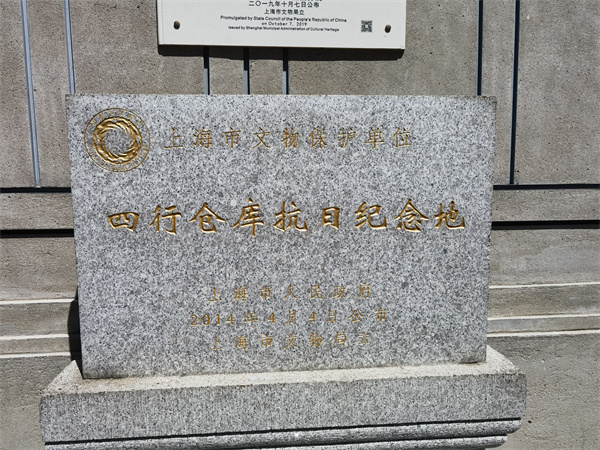 二〇一九年十月七日公布
上海市文物局立
Promulgated by State Council of the People's Republic of China
on October 7, 2019
Issued by Shanghai Municipal Administration of Cultural Heritage
上海市文物保护单位
四行仓库抗日纪念地
上海市人民政府
2014年4月4日公布
上海市文物局立